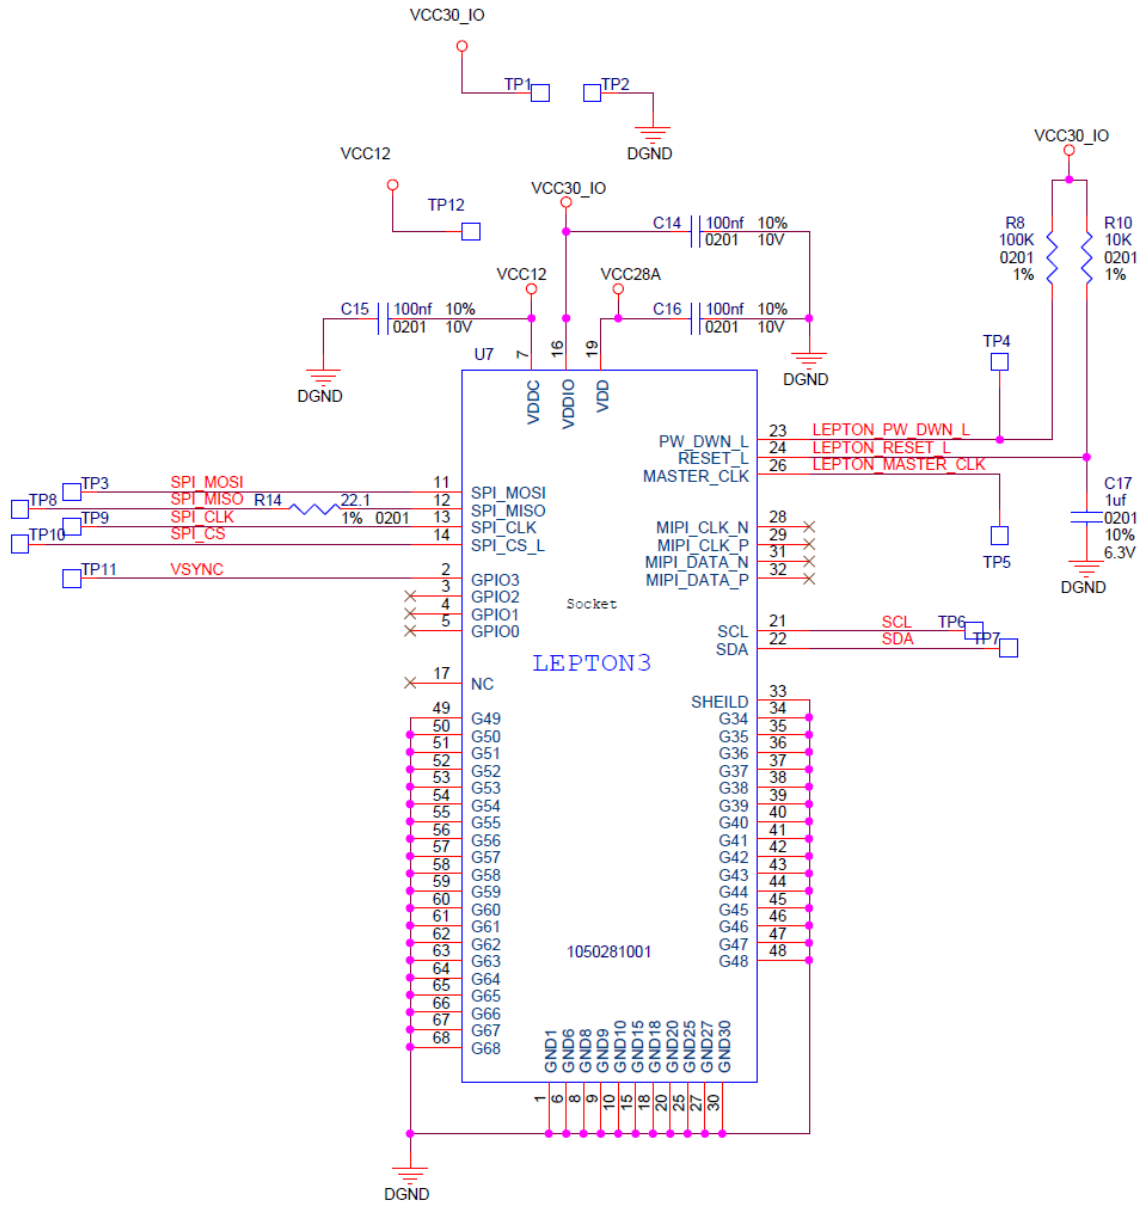 VCC30_IO
TP1
TP2
DGND
VCC12
TP12
VCC30_IO
C14 100nf 10%
0201 10V
VCC30_IO
R8
100K
0201
1%
R10
10K
0201
1%
VCC12
VCC28A
C15 100nf 10%
0201 10V
C16 100nf 10%
0201 10V
DGND
DGND
U7
7
16
19
VDDC
VDDIO
VDD
TP4
PW_DWN_L 23 LEPTON_PW_DWN_L
RESET_L 24 LEPTON_RESET_L
MASTER_CLK 26 LEPTON_MASTER_CLK
C17
1uf
0201
10%
6.3V
DGND
TP5
TP3 SPI_MOSI 11 SPI_MOSI
TP8 SPI_MISO R14 22.1 12 SPI_MISO
1% 0201
TP9 SPI_CLK 13 SPI_CLK
TP10 SPI_CS 14 SPI_CS_L
MIPI_CLK_N 28
MIPI_CLK_P 29
MIPI_DATA_N 31
MIPI_DATA_P 32
TP11 VSYNC 2 GPIO3
3 GPIO2
4 GPIO1
5 GPIO0
Socket
LEPTON3
SCL 21 SCL TP6
SDA 22 SDA TP7
17 NC
SHEILD 33
49 G49
50 G50
51 G51
52 G52
53 G53
54 G54
55 G55
56 G56
57 G57
58 G58
59 G59
60 G60
61 G61
62 G62
63 G63
64 G64
65 G65
66 G66
67 G67
68 G68
G34 34
G35 35
G36 36
G37 37
G38 38
G39 39
G40 40
G41 41
G42 42
G43 43
G44 44
G45 45
G46 46
G47 47
G48 48
1050281001
GND1
GND6
GND8
GND9
GND10
GND15
GND18
GND20
GND25
GND27
GND30
1
6
8
9
10
15
18
20
25
27
30
DGND